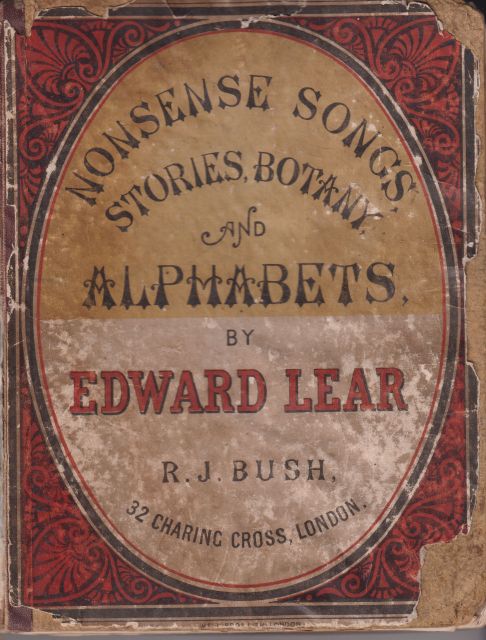 NONSENSE SONGS,
STORIES, BOTANY,
AND
ALPHABETS,
BY
EDWARD LEAR
R. J. BUSH,
32 CHARING CROSS, LONDON.